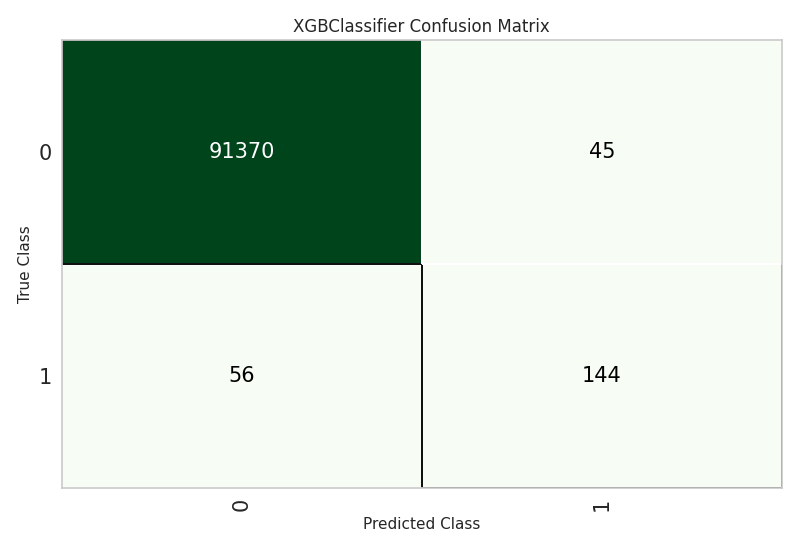 XGBClassifier Confusion Matrix
True Class
0
91370
45
1
56
144
0
1
Predicted Class